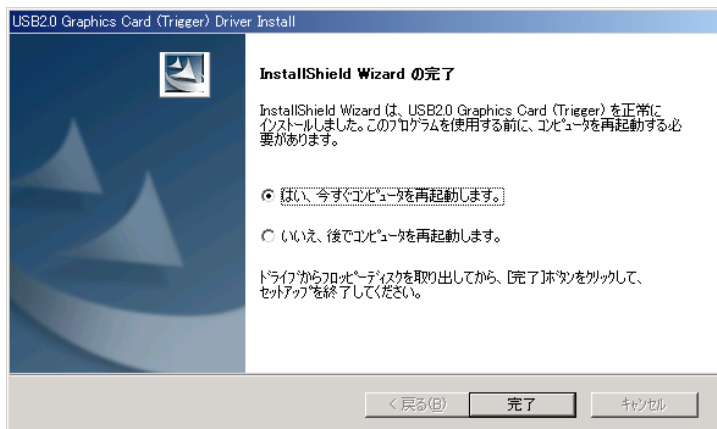 USB2.0 Graphics Card (Trigger) Driver Install
InstallShield Wizard の完了
InstallShield Wizard は、USB2.0 Graphics Card (Trigger) を正常に
インストールしました。このプログラムを使用する前に、コンピュータを再起動する必
要があります。
はい、今すぐコンピュータを再起動します。
いいえ、後でコンピュータを再起動します。
ドライブからフロッピーディスクを取り出してから、[完了]ボタンをクリックして、
セットアップを終了してください。
< 戻る(B)
完了
キャンセル